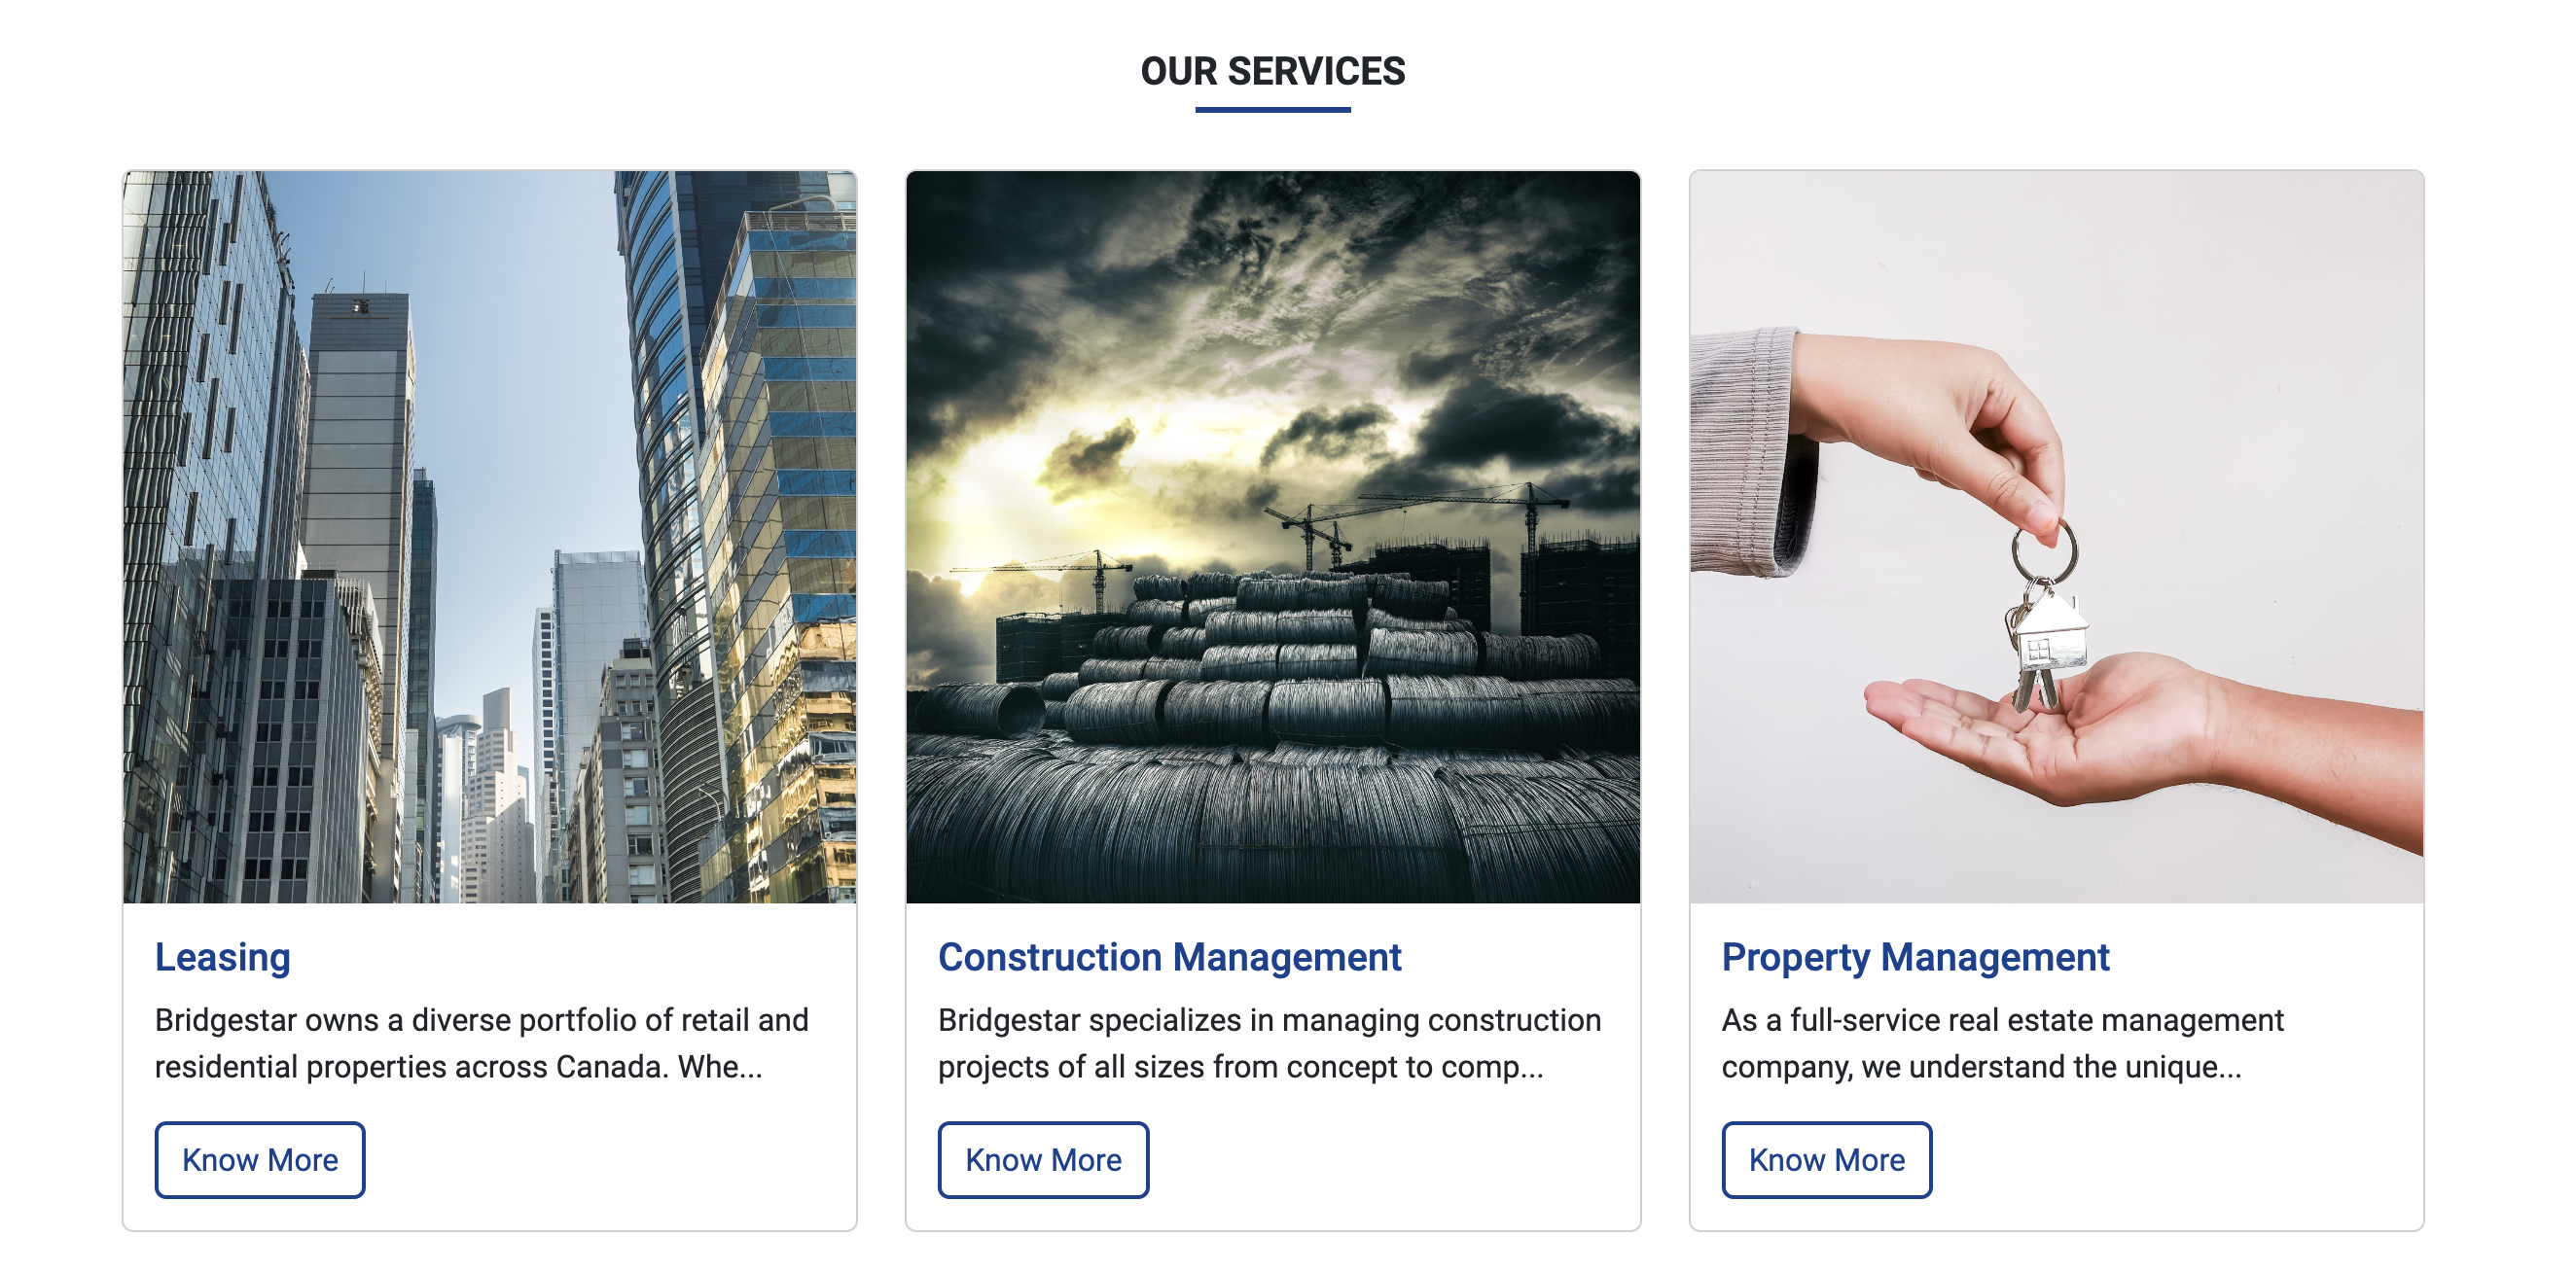 OUR SERVICES
Leasing
Bridgestar owns a diverse portfolio of retail and
residential properties across Canada. Whe...
Know More
Construction Management
Bridgestar specializes in managing construction
projects of all sizes from concept to comp...
Know More
Property Management
As a full-service real estate management
company, we understand the unique...
Know More